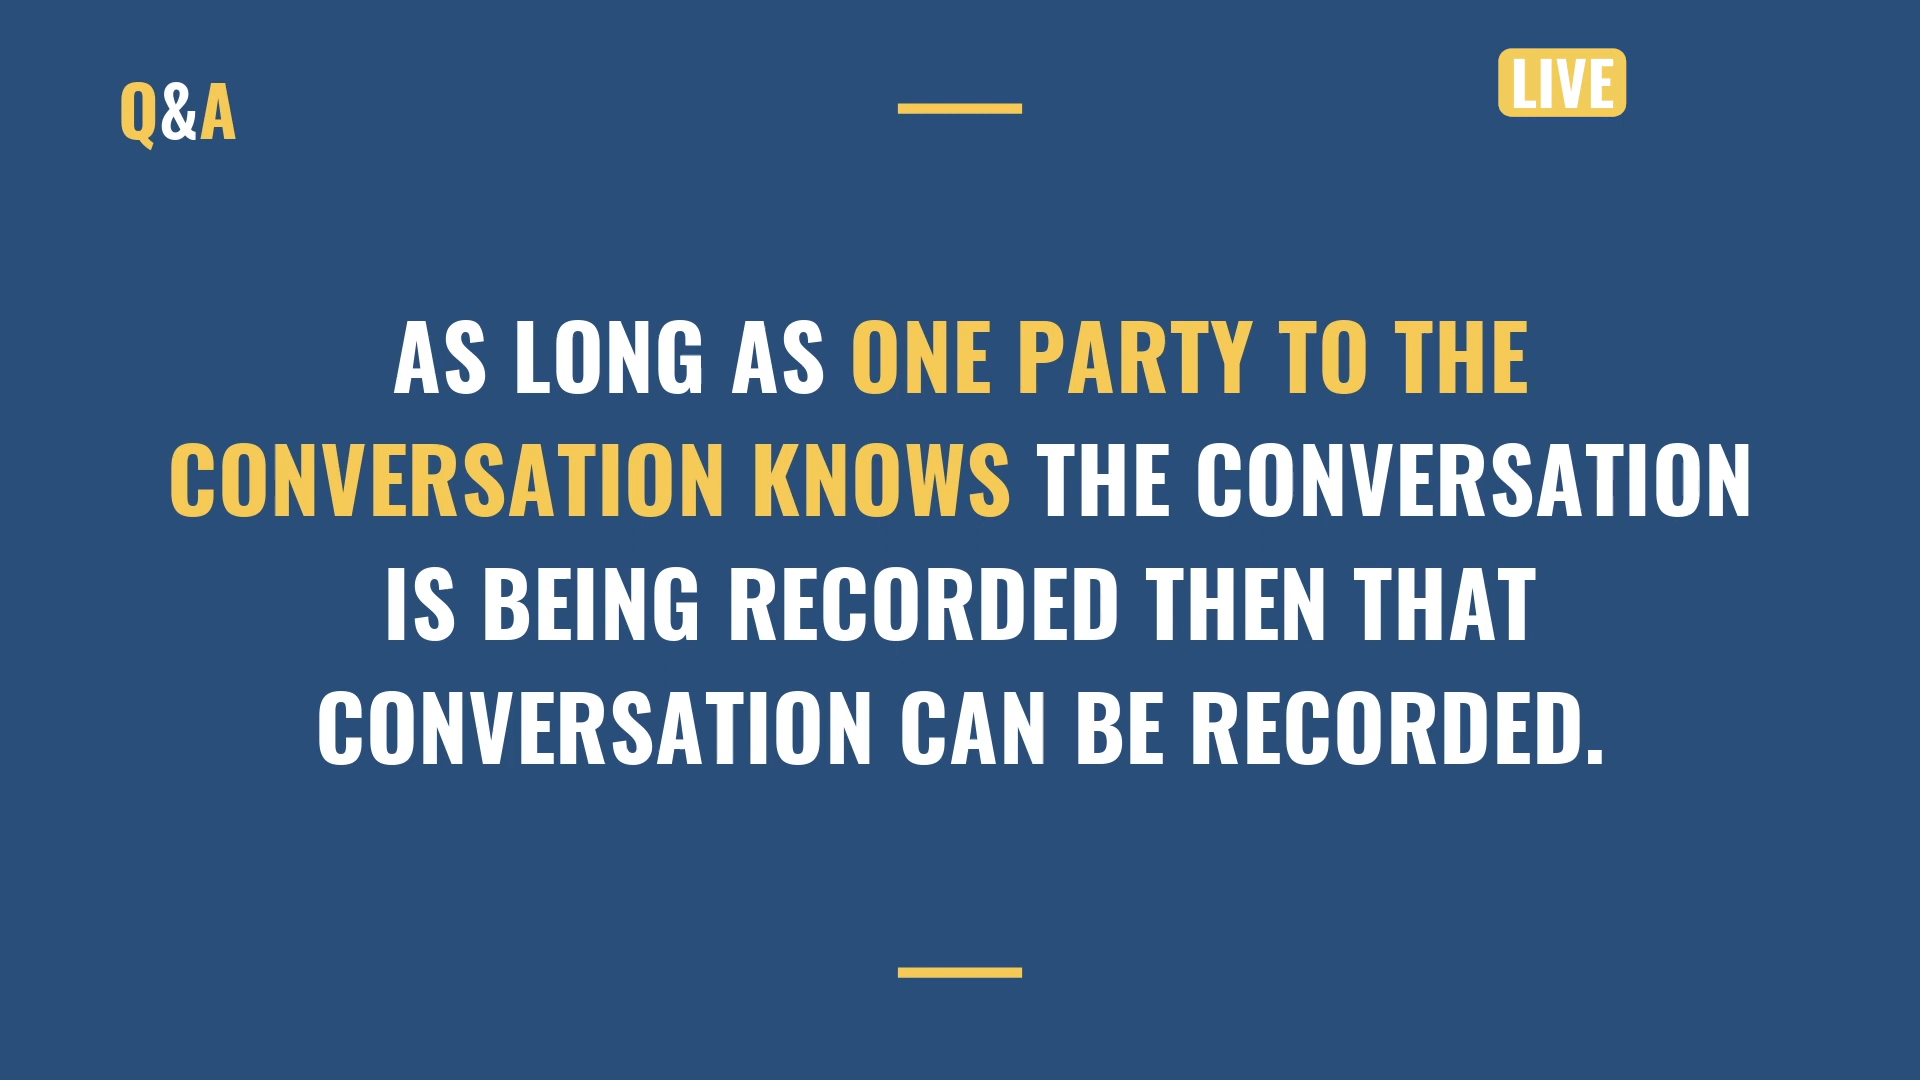 Q&A
LIVE
AS LONG AS ONE PARTY TO THE
CONVERSATION KNOWS THE CONVERSATION
IS BEING RECORDED THEN THAT
CONVERSATION CAN BE RECORDED.